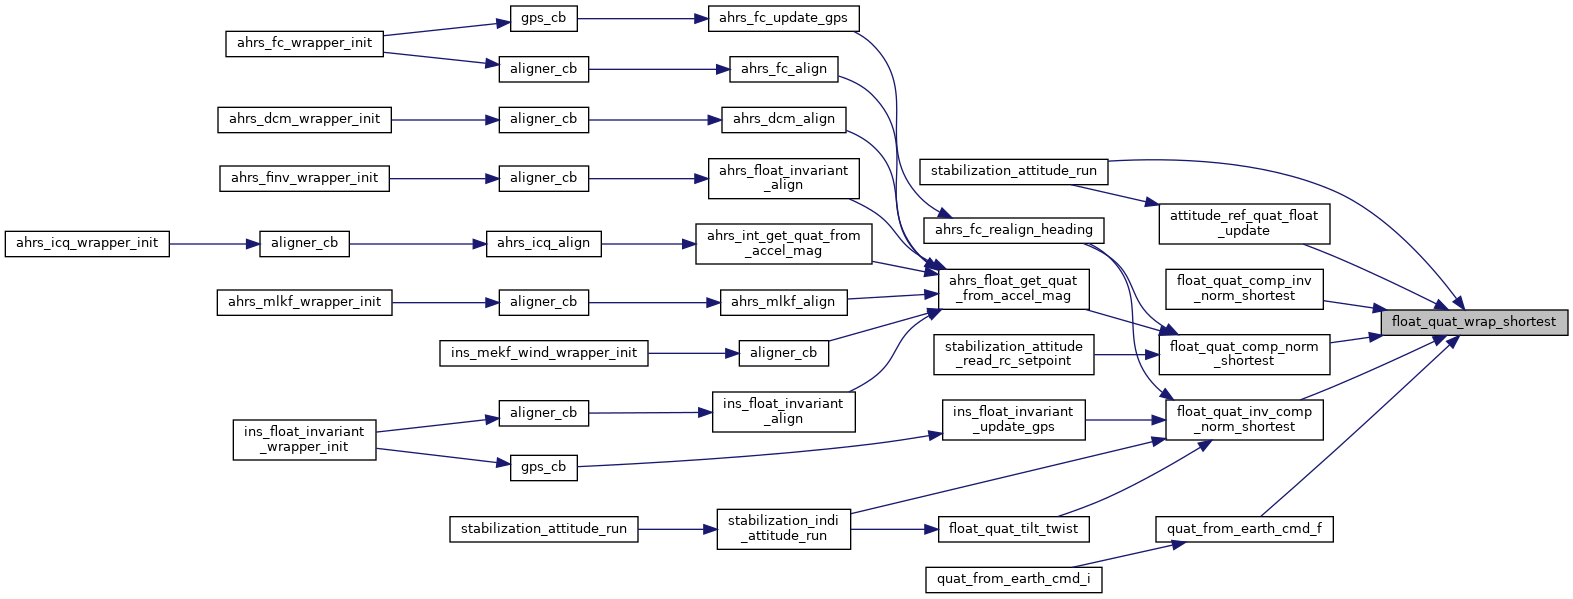 gps_cb
ahrs_fc_update_gps
ahrs_fc_wrapper_init
aligner_cb
ahrs_fc_align
ahrs_dcm_wrapper_init
aligner_cb
ahrs_dcm_align
ahrs_finv_wrapper_init
aligner_cb
ahrs_float_invariant
_align
stabilization_attitude_run
attitude_ref_quat_float
_update
ahrs_fc_realign_heading
ahrs_icq_wrapper_init
aligner_cb
ahrs_icq_align
ahrs_int_get_quat_from
_accel_mag
float_quat_comp_inv
_norm_shortest
ahrs_float_get_quat
_from_accel_mag
ahrs_mlkf_wrapper_init
aligner_cb
ahrs_mlkf_align
float_quat_wrap_shortest
ins_mekf_wind_wrapper_init
aligner_cb
stabilization_attitude
_read_rc_setpoint
float_quat_comp_norm
_shortest
ins_float_invariant
_wrapper_init
aligner_cb
ins_float_invariant
_align
ins_float_invariant
_update_gps
float_quat_inv_comp
_norm_shortest
gps_cb
stabilization_attitude_run
stabilization_indi
_attitude_run
float_quat_tilt_twist
quat_from_earth_cmd_f
quat_from_earth_cmd_i